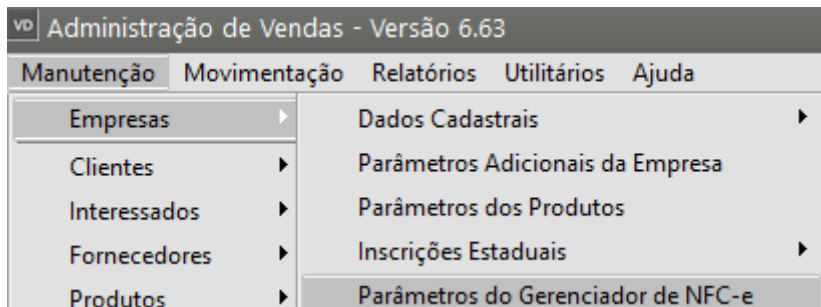 VD Administração de Vendas - Versão 6.63
Manutenção Movimentação Relatórios Utilitários Ajuda
Empresas
Clientes
Interessados
Fornecedores
Produtos
Dados Cadastrais
Parâmetros Adicionais da Empresa
Parâmetros dos Produtos
Inscrições Estaduais
Parâmetros do Gerenciador de NFC-e